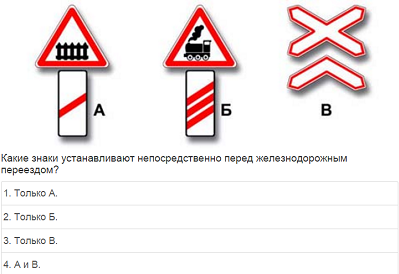 А
Б
В
Какие знаки устанавливают непосредственно перед железнодорожным
переездом?
1. Только А.
2. Только Б.
3. Только В.
4. А и В.